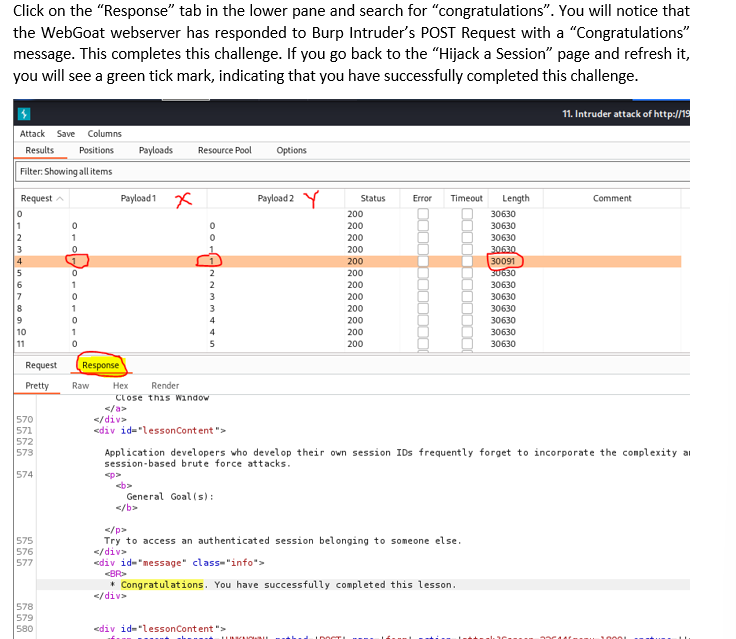 Click on the “Response” tab in the lower pane and search for “congratulations”. You will notice that
the WebGoat webserver has responded to Burp Intruder’s POST Request with a “Congratulations”
message. This completes this challenge. If you go back to the “Hijack a Session” page and refresh it,
you will see a green tick mark, indicating that you have successfully completed this challenge.
11. Intruder attack of http://19
Attack Save Columns
Results Positions Payloads Resource Pool Options
Filter: Showing all items
Request Payload 1 X Payload 2 Y Status Error Timeout Length Comment
0 200 30630
1 0 0 200 30630
2 1 0 200 30630
3 0 1 200 30630
4 1 1 200 30091
5 0 2 200 30630
6 1 2 200 30630
7 0 3 200 30630
8 1 3 200 30630
9 0 4 200 30630
10 1 4 200 30630
11 0 5 200 30630
Request Response
Pretty Raw Hex Render
Close this Window
</a>
570 </div>
571 <div id="lessonContent">
572
573 Application developers who develop their own session IDs frequently forget to incorporate the complexity
session-based brute force attacks.
574 <p>
<b>
General Goal(s):
</b>
</p>
575 Try to access an authenticated session belonging to someone else.
576 </div>
577 <div id="message" class="info">
<BR>
* Congratulations. You have successfully completed this lesson.
</div>
578
579
580 <div id="lessonContent">